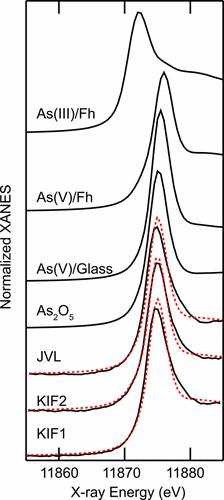 Normalized XANES
As(III)/Fh
As(V)/Fh
As(V)/Glass
As₂O₅
JVL
KIF2
KIF1
11860 11870 11880
X-ray Energy (eV)